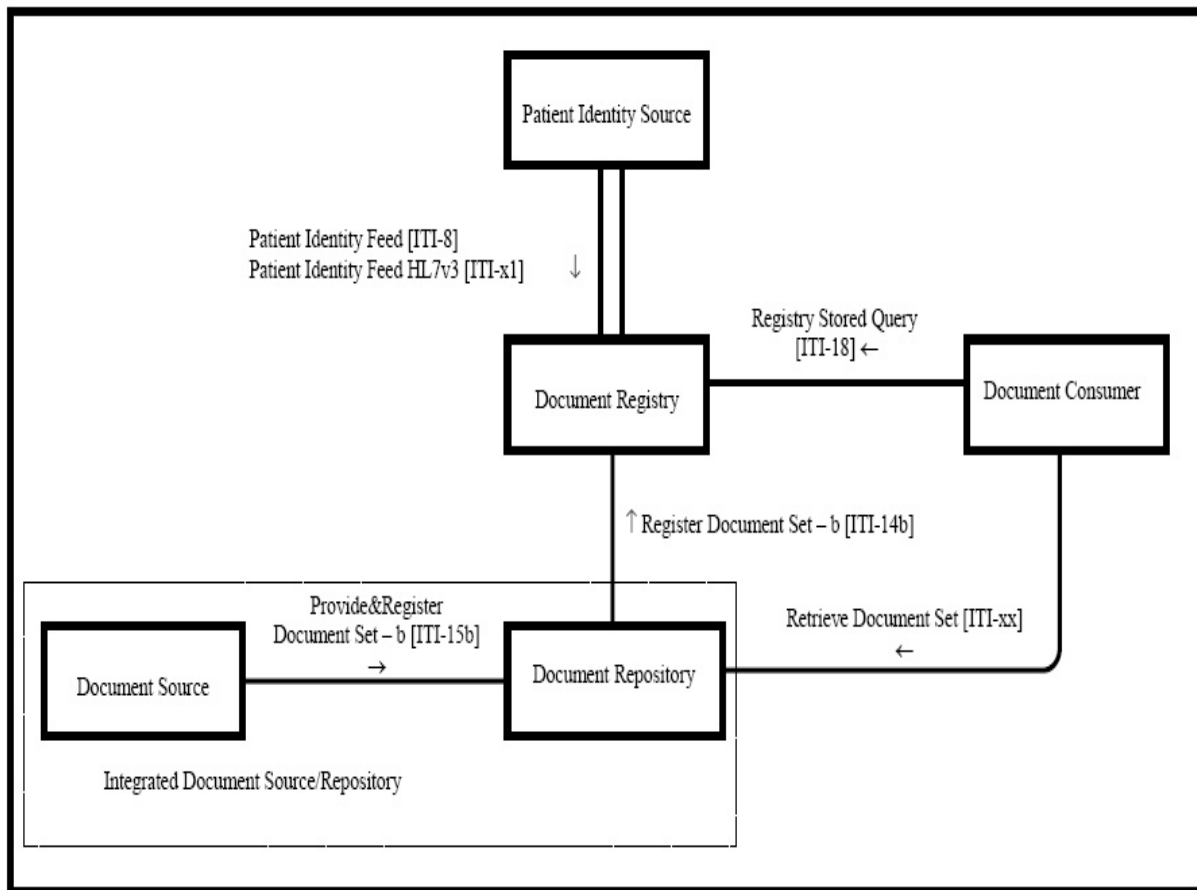 Patient Identity Source
Patient Identity Feed [ITI-8]
Patient Identity Feed HL7v3 [ITI-x1] ↓
Registry Stored Query
[ITI-18] ←
Document Registry
Document Consumer
↑ Register Document Set – b [ITI-14b]
Provide&Register
Document Set – b [ITI-15b]
→
Retrieve Document Set [ITI-xx]
←
Document Source
Document Repository
Integrated Document Source/Repository